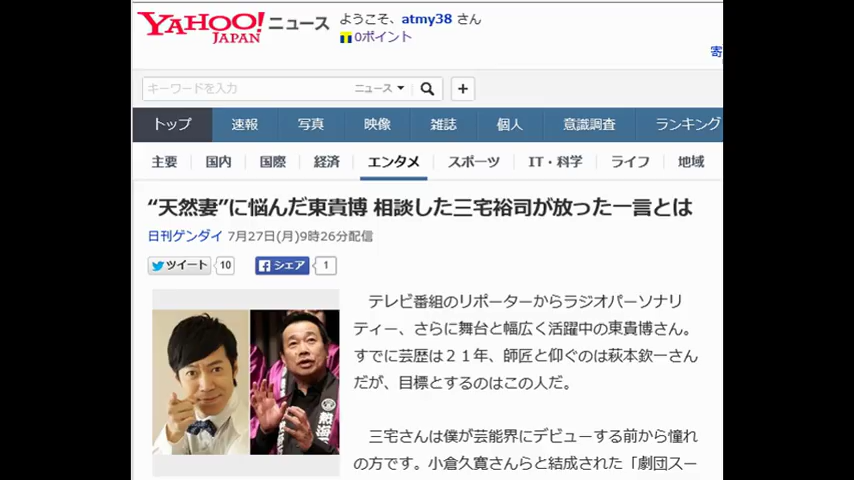 YAHOO! JAPAN ニュース
ようこそ、atmy38 さん
0ポイント
寄
キーワードを入力 ニュース
トップ 速報 写真 映像 雑誌 個人 意識調査 ランキング
主要 国内 国際 経済 エンタメ スポーツ IT・科学 ライフ 地域
“天然妻”に悩んだ東貴博 相談した三宅裕司が放った一言とは
日刊ゲンダイ 7月27日(月)9時26分配信
ツイート 10 シェア 1
テレビ番組のリポーターからラジオパーソナリ
ティー、さらに舞台と幅広く活躍中の東貴博さん。
すでに芸歴は２１年、師匠と仰ぐのは萩本欽一さん
だが、目標とするのはこの人だ。
三宅さんは僕が芸能界にデビューする前から憧れ
の方です。小倉久寛さんらと結成された「劇団スー